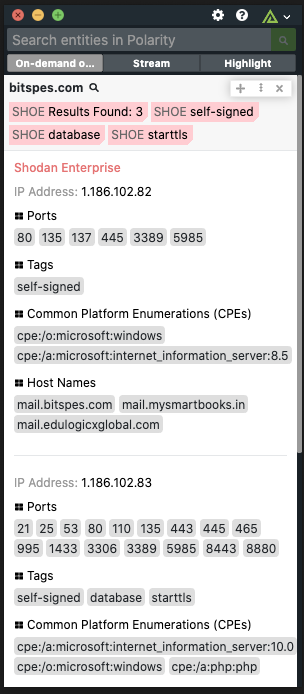 Search entities in Polarity
On-demand o... Stream Highlight
bitspes.com
SHOE Results Found: 3 SHOE self-signed
SHOE database SHOE starttls
Shodan Enterprise
IP Address: 1.186.102.82
Ports
80 135 137 445 3389 5985
Tags
self-signed
Common Platform Enumerations (CPEs)
cpe:/o:microsoft:windows
cpe:/a:microsoft:internet_information_server:8.5
Host Names
mail.bitspes.com mail.mysmartbooks.in
mail.edulogicxglobal.com
IP Address: 1.186.102.83
Ports
21 25 53 80 110 135 443 445 465
995 1433 3306 3389 5985 8443 8880
Tags
self-signed database starttls
Common Platform Enumerations (CPEs)
cpe:/a:microsoft:internet_information_server:10.0
cpe:/o:microsoft:windows cpe:/a:php:php